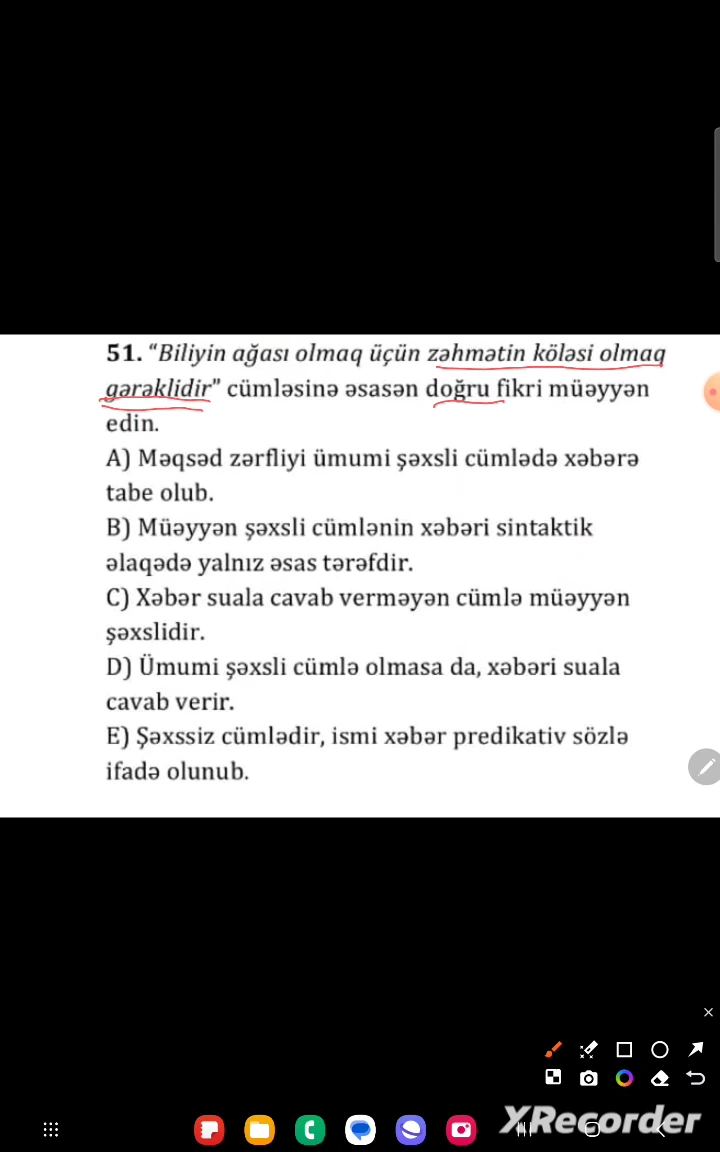 51. “Biliyin ağası olmaq üçün zəhmətin köləsi olmaq
gərəklidir” cümləsinə əsasən doğru fikri müəyyən
edin.
A) Məqsəd zərfliyi ümumi şəxsli cümlədə xəbərə
tabe olub.
B) Müəyyən şəxsli cümlənin xəbəri sintaktik
əlaqədə yalnız əsas tərəfdir.
C) Xəbər suala cavab verməyən cümlə müəyyən
şəxslidir.
D) Ümumi şəxsli cümlə olmasa da, xəbəri suala
cavab verir.
E) Şəxssiz cümlədir, ismi xəbər predikativ sözlə
ifadə olunub.
XRecorder